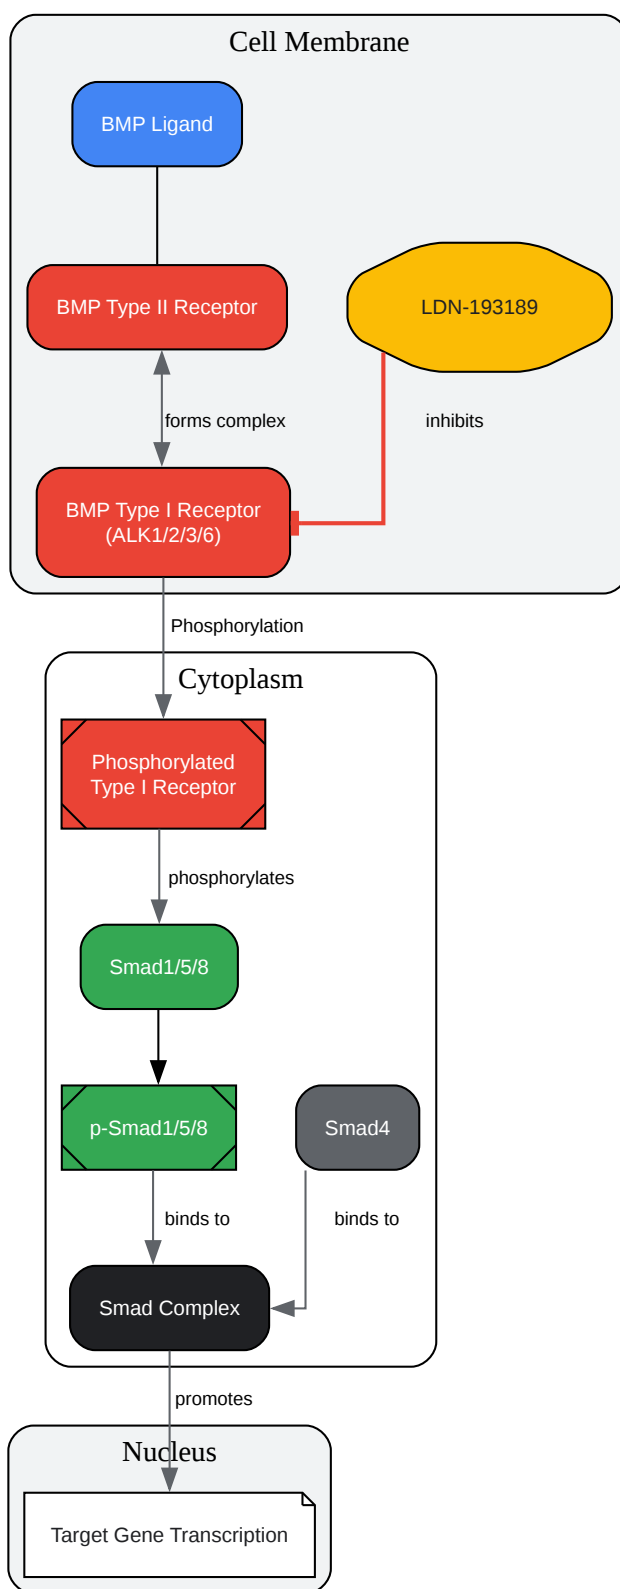 Cell Membrane
BMP Ligand
BMP Type II Receptor
LDN-193189
forms complex
inhibits
BMP Type I Receptor
(ALK1/2/3/6)
Phosphorylation
Cytoplasm
Phosphorylated
Type I Receptor
phosphorylates
Smad1/5/8
p-Smad1/5/8
Smad4
binds to
binds to
Smad Complex
promotes
Nucleus
Target Gene Transcription